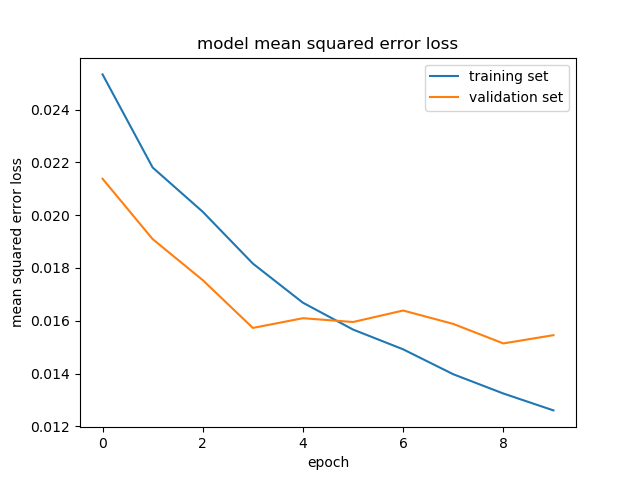 model mean squared error loss
training set
validation set
mean squared error loss
0.024
0.022
0.020
0.018
0.016
0.014
0.012
0 2 4 6 8
epoch